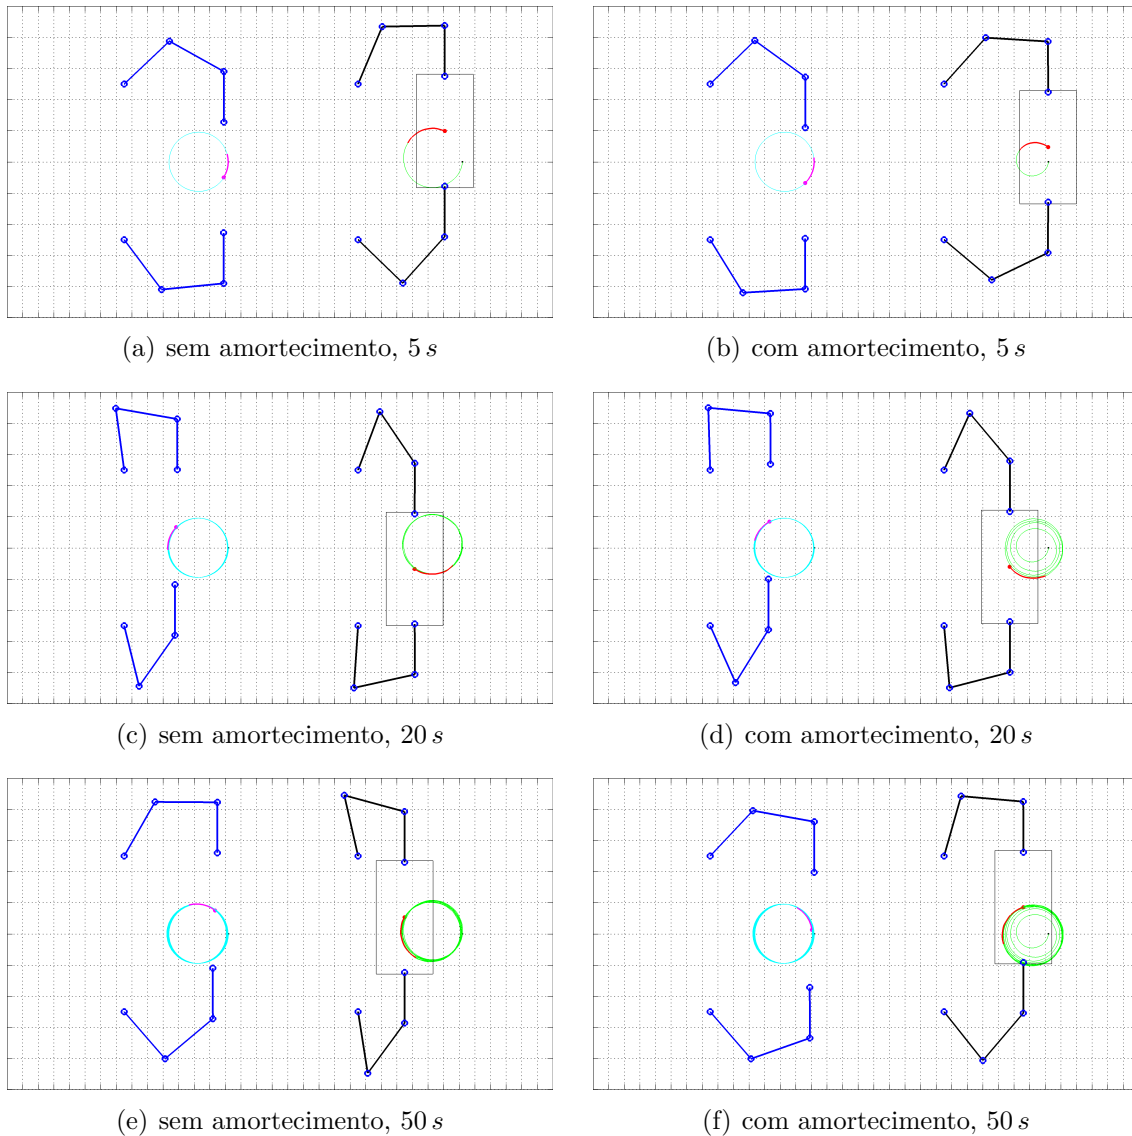 (a) sem amortecimento, 5 s
(b) com amortecimento, 5 s
(c) sem amortecimento, 20 s
(d) com amortecimento, 20 s
(e) sem amortecimento, 50 s
(f) com amortecimento, 50 s